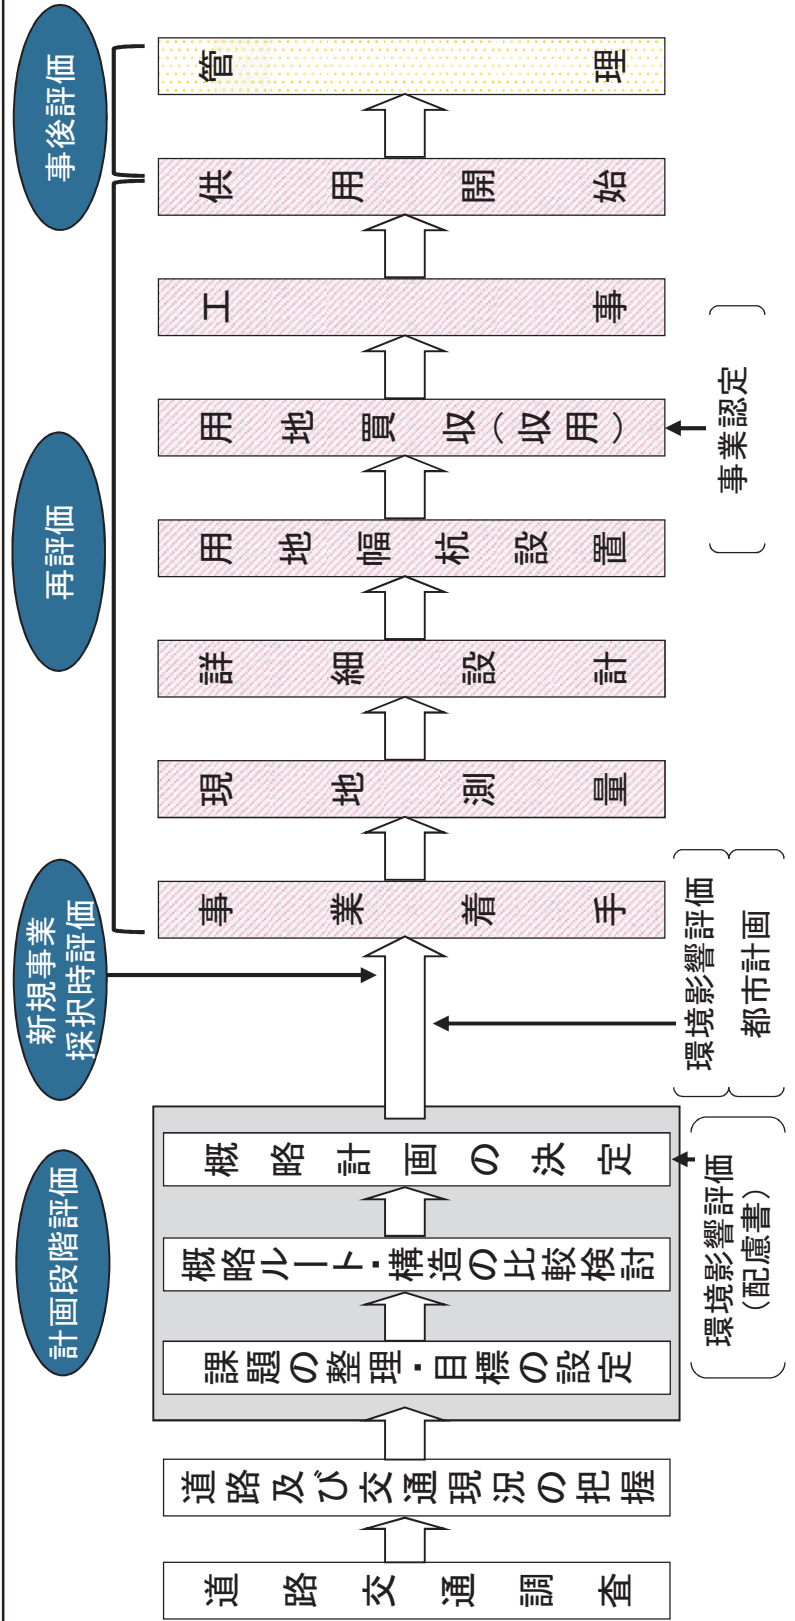 計画段階評価
新規事業
採択時評価
再評価
事後評価
道路交通調査
道路及び交通現況の把握
課題の整理・目標の設定
概略ルート・構造の比較検討
概略計画の決定
事業着手
現地測量
詳細設計
用地幅杭設置
用地買収(収用)
工事
供用開始
管理
環境影響評価
(配慮書)
環境影響評価
都市計画
事業認定